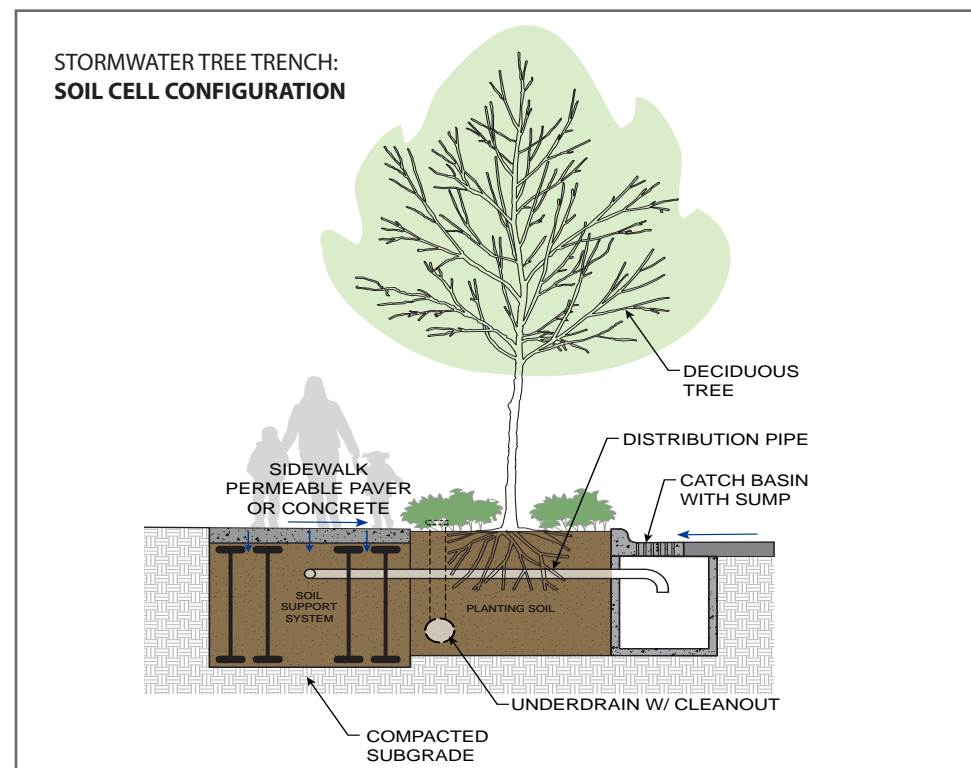 STORMWATER TREE TRENCH:
SOIL CELL CONFIGURATION
DECIDUOUS
TREE
DISTRIBUTION PIPE
SIDEWALK
PERMEABLE PAVER
OR CONCRETE
CATCH BASIN
WITH SUMP
SOIL
SUPPORT
SYSTEM
PLANTING SOIL
UNDERDRAIN W/ CLEANOUT
COMPACTED
SUBGRADE